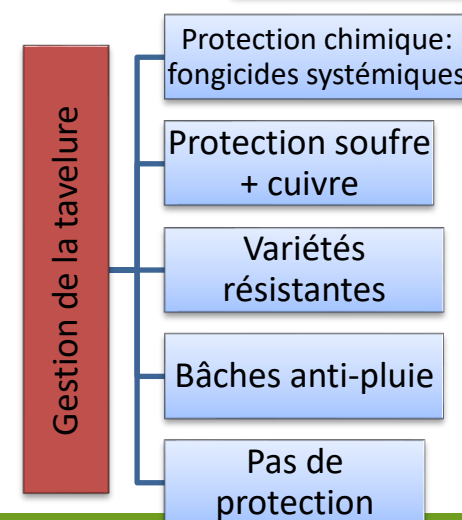 Gestion de la tavelure
Protection chimique:
fongicides systémiques
Protection soufre
+ cuivre
Variétés
résistantes
Bâches anti-pluie
Pas de
protection